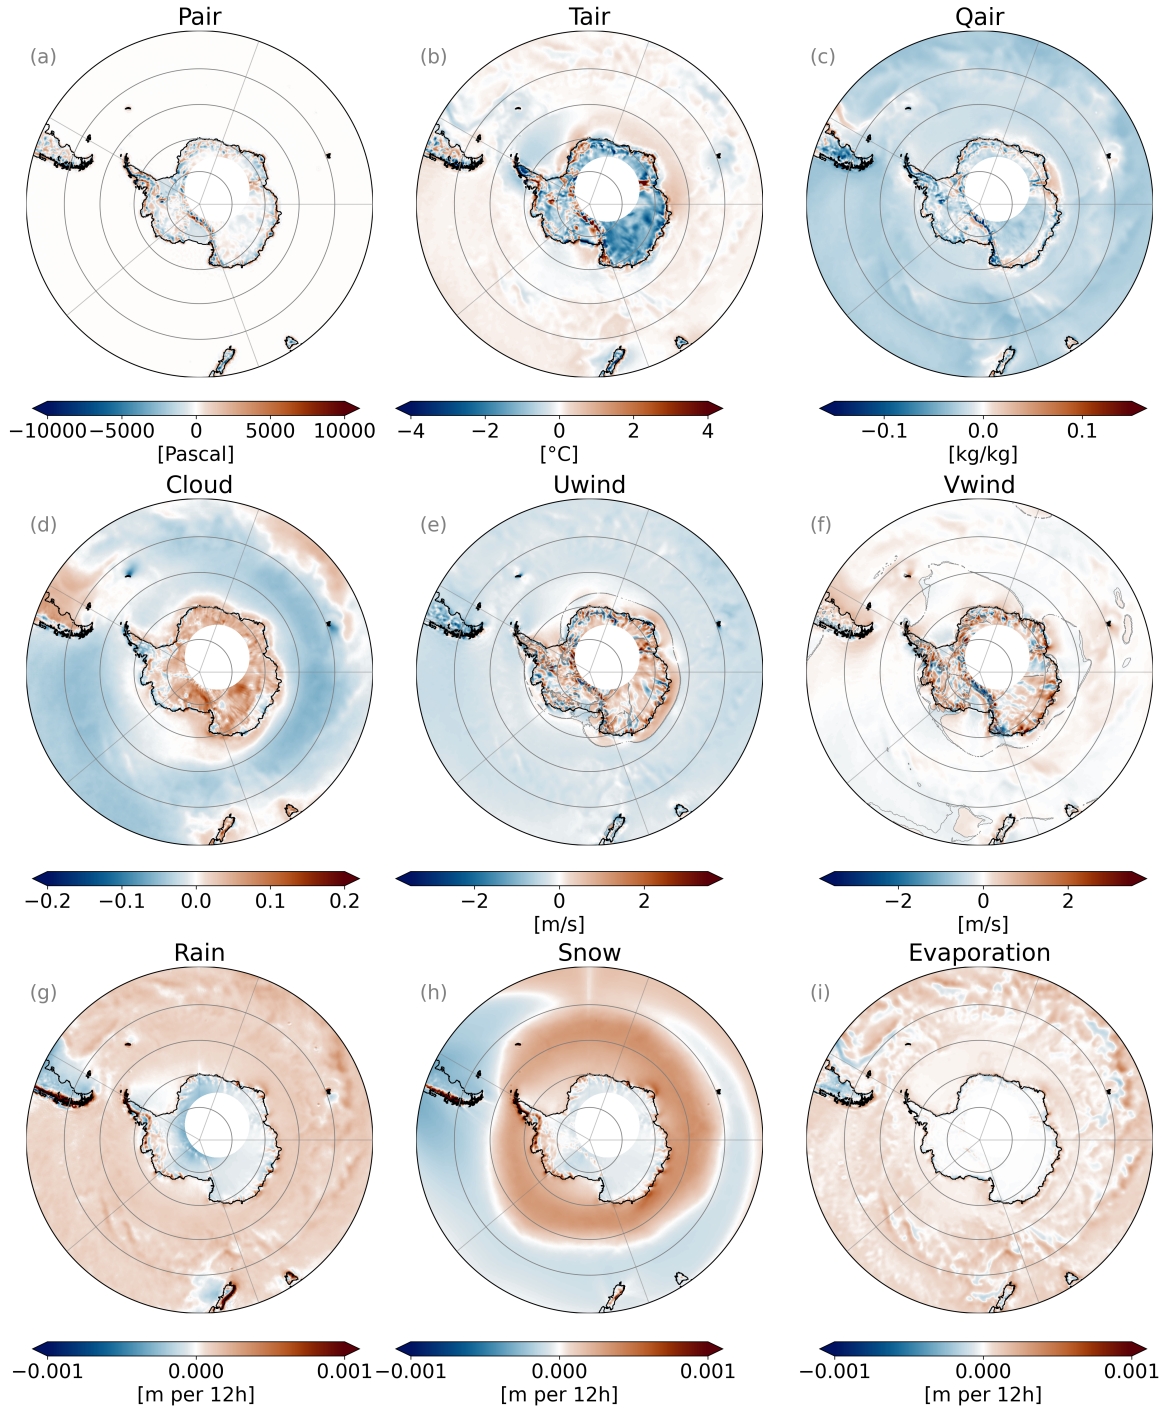 Pair Tair Qair
(a) (b) (c)
−10000 −5000 0 5000 10000 −4 −2 0 2 4 −0.1 0.0 0.1
[Pascal] [°C] [kg/kg]
Cloud Uwind Vwind
(d) (e) (f)
−0.2 −0.1 0.0 0.1 0.2 −2 0 2 −2 0 2
[m/s] [m/s]
Rain Snow Evaporation
(g) (h) (i)
−0.001 0.000 0.001 −0.001 0.000 0.001 −0.001 0.000 0.001
[m per 12h] [m per 12h] [m per 12h]